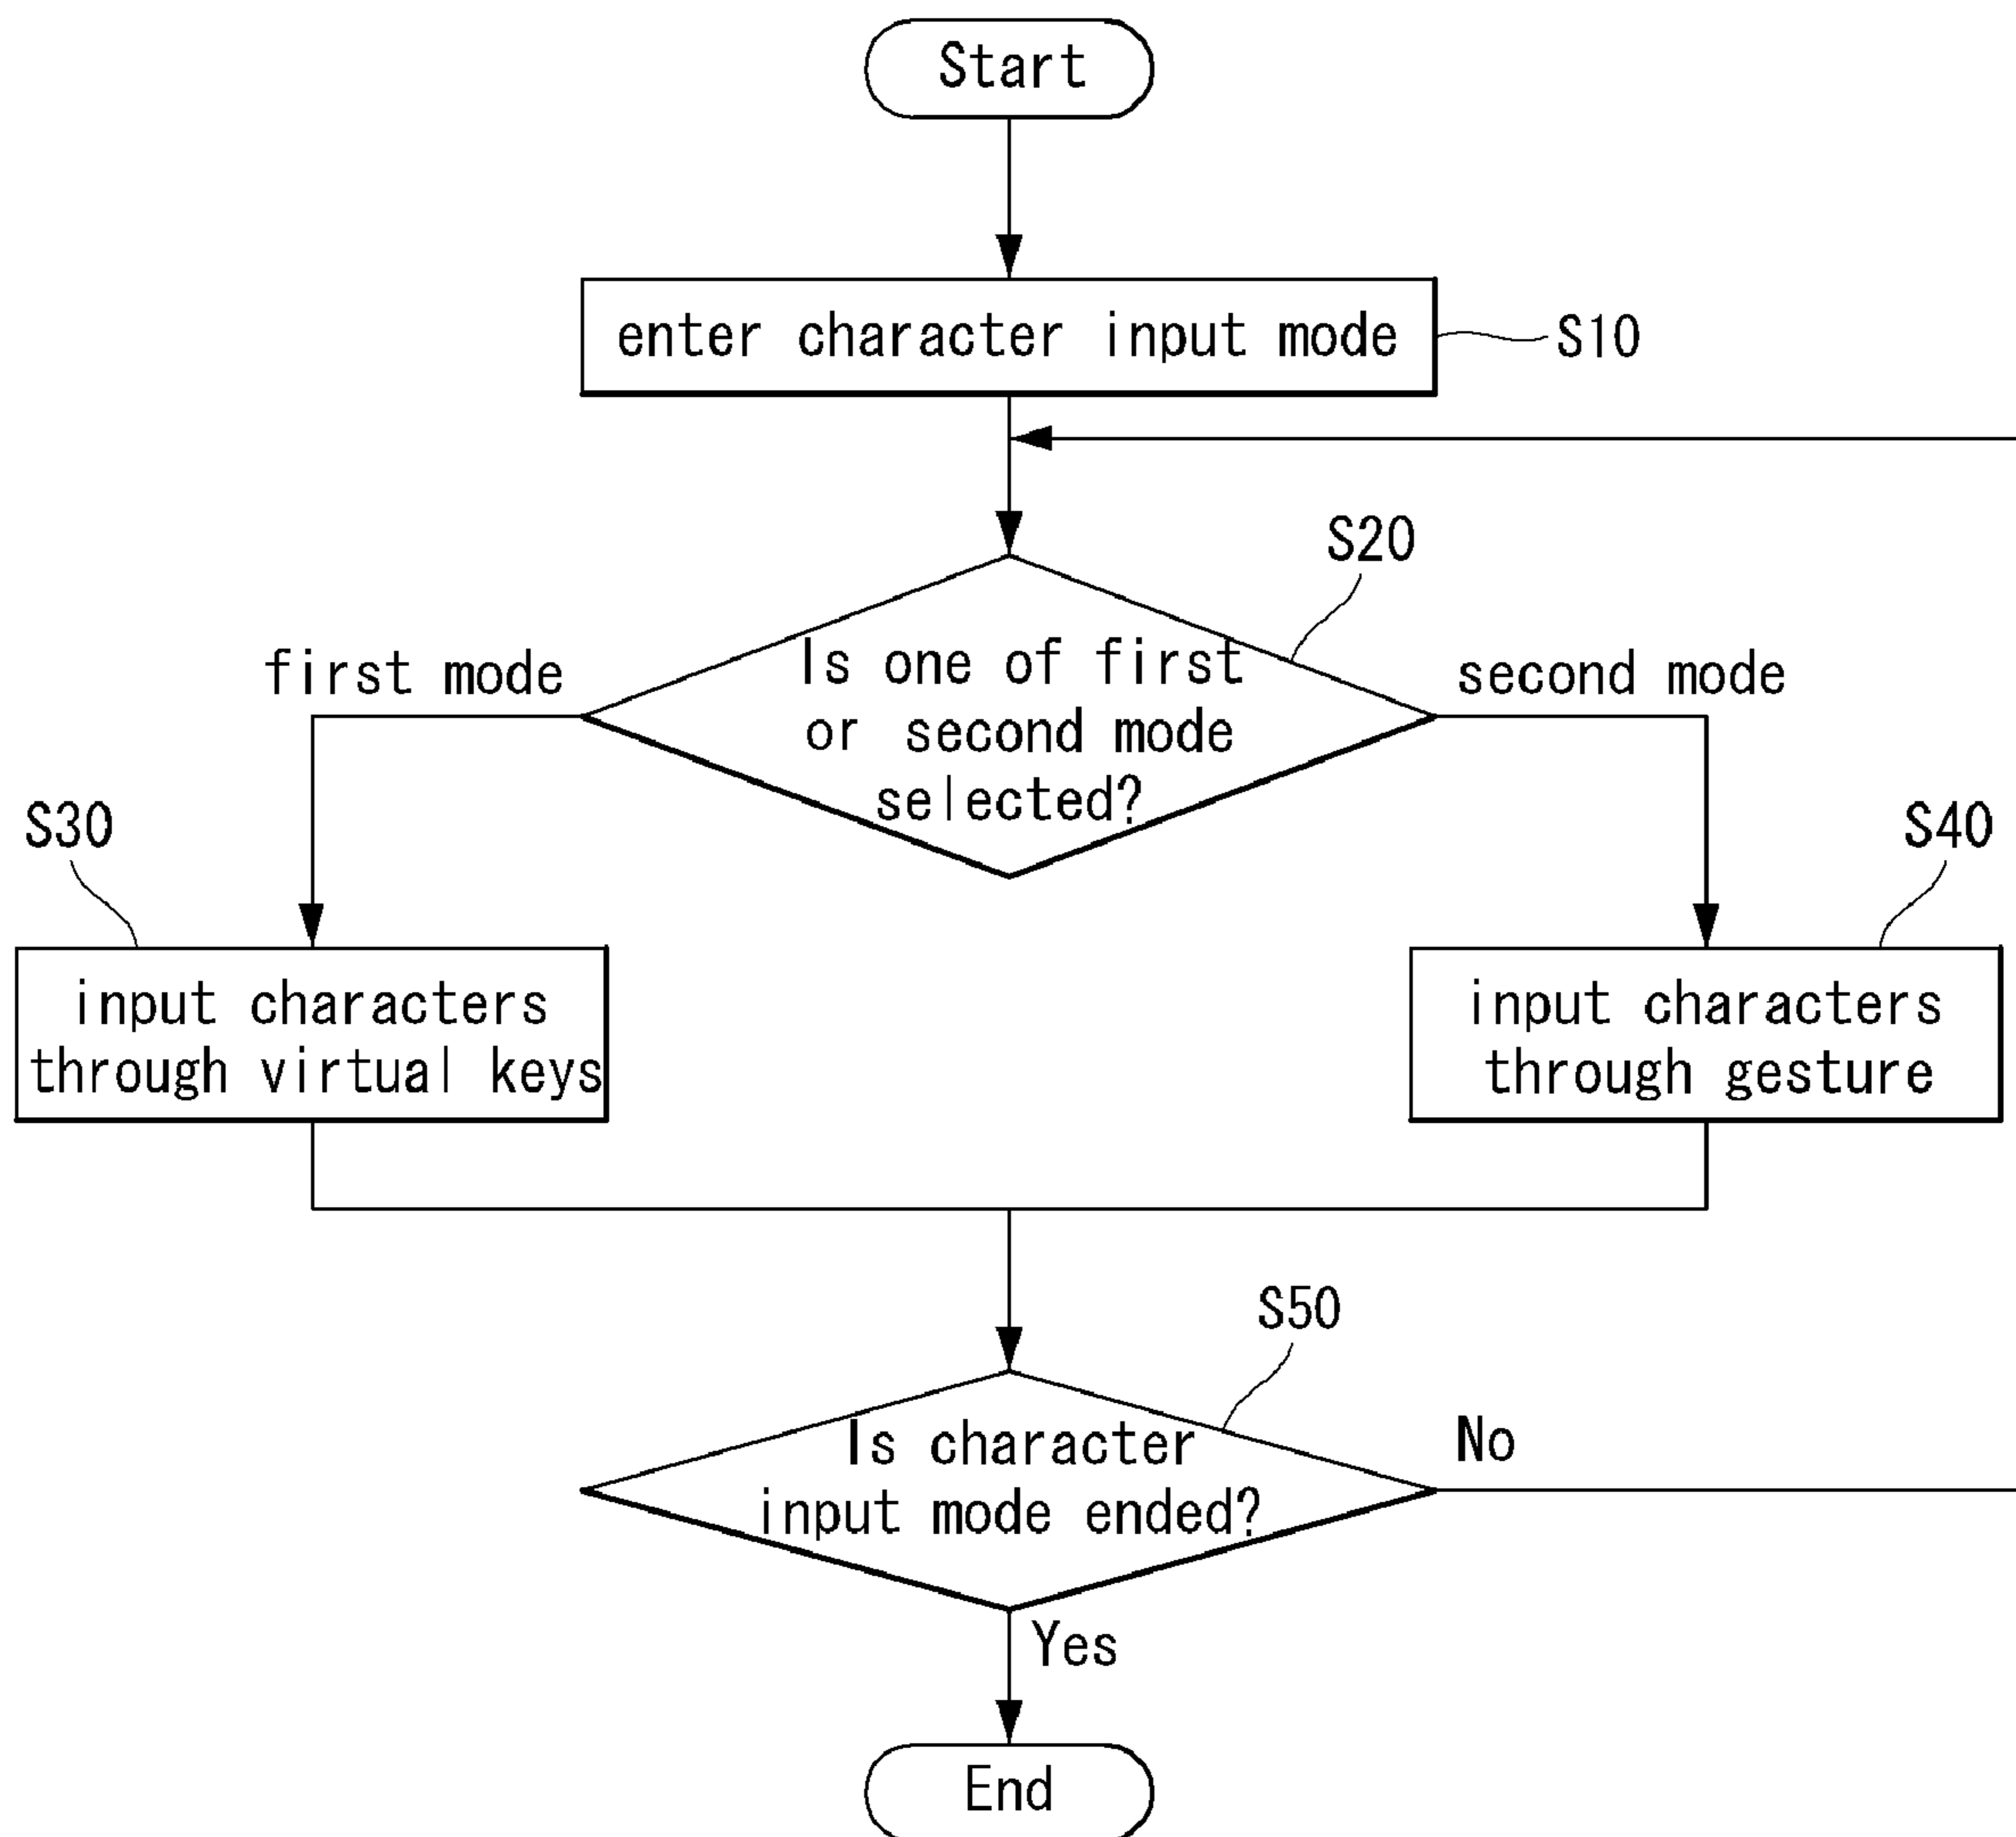 Start
enter character input mode
S10
S20
Is one of first
or second mode
selected?
first mode
second mode
S30
S40
input characters
through virtual keys
input characters
through gesture
S50
Is character
input mode ended?
No
Yes
End